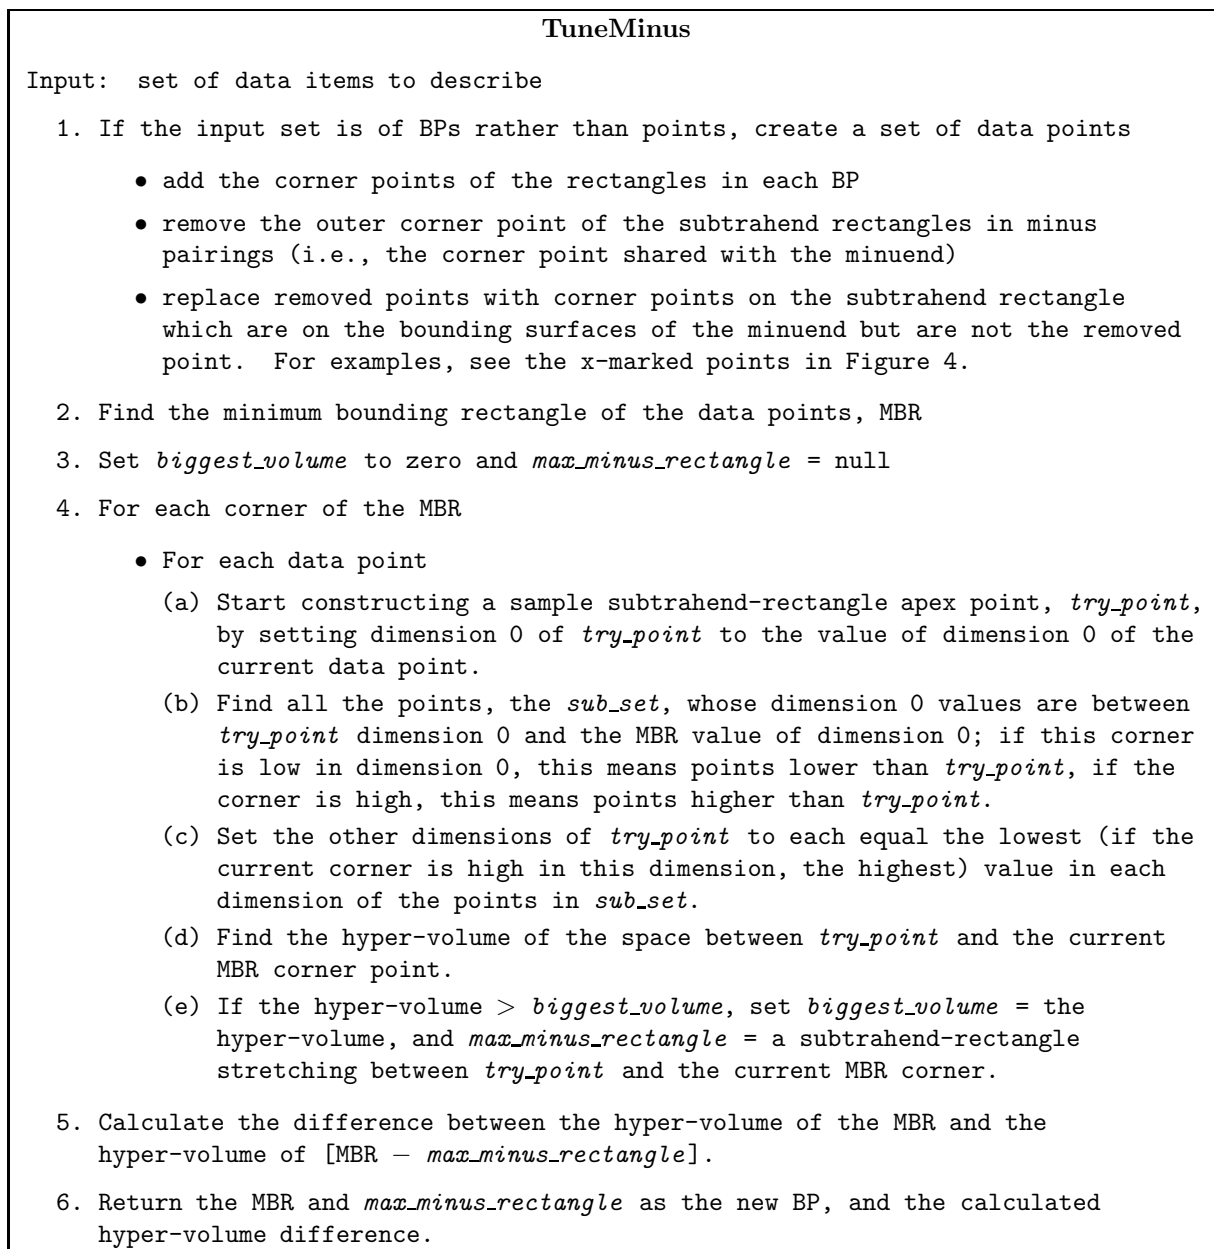 TuneMinus
Input: set of data items to describe
1. If the input set is of BPs rather than points, create a set of data points
• add the corner points of the rectangles in each BP
• remove the outer corner point of the subtrahend rectangles in minus
pairings (i.e., the corner point shared with the minuend)
• replace removed points with corner points on the subtrahend rectangle
which are on the bounding surfaces of the minuend but are not the removed
point. For examples, see the x-marked points in Figure 4.
2. Find the minimum bounding rectangle of the data points, MBR
3. Set biggest_volume to zero and max_minus_rectangle = null
4. For each corner of the MBR
• For each data point
(a) Start constructing a sample subtrahend-rectangle apex point, try_point,
by setting dimension 0 of try_point to the value of dimension 0 of the
current data point.
(b) Find all the points, the sub_set, whose dimension 0 values are between
try_point dimension 0 and the MBR value of dimension 0; if this corner
is low in dimension 0, this means points lower than try_point, if the
corner is high, this means points higher than try_point.
(c) Set the other dimensions of try_point to each equal the lowest (if the
current corner is high in this dimension, the highest) value in each
dimension of the points in sub_set.
(d) Find the hyper-volume of the space between try_point and the current
MBR corner point.
(e) If the hyper-volume > biggest_volume, set biggest_volume = the
hyper-volume, and max_minus_rectangle = a subtrahend-rectangle
stretching between try_point and the current MBR corner.
5. Calculate the difference between the hyper-volume of the MBR and the
hyper-volume of [MBR − max_minus_rectangle].
6. Return the MBR and max_minus_rectangle as the new BP, and the calculated
hyper-volume difference.